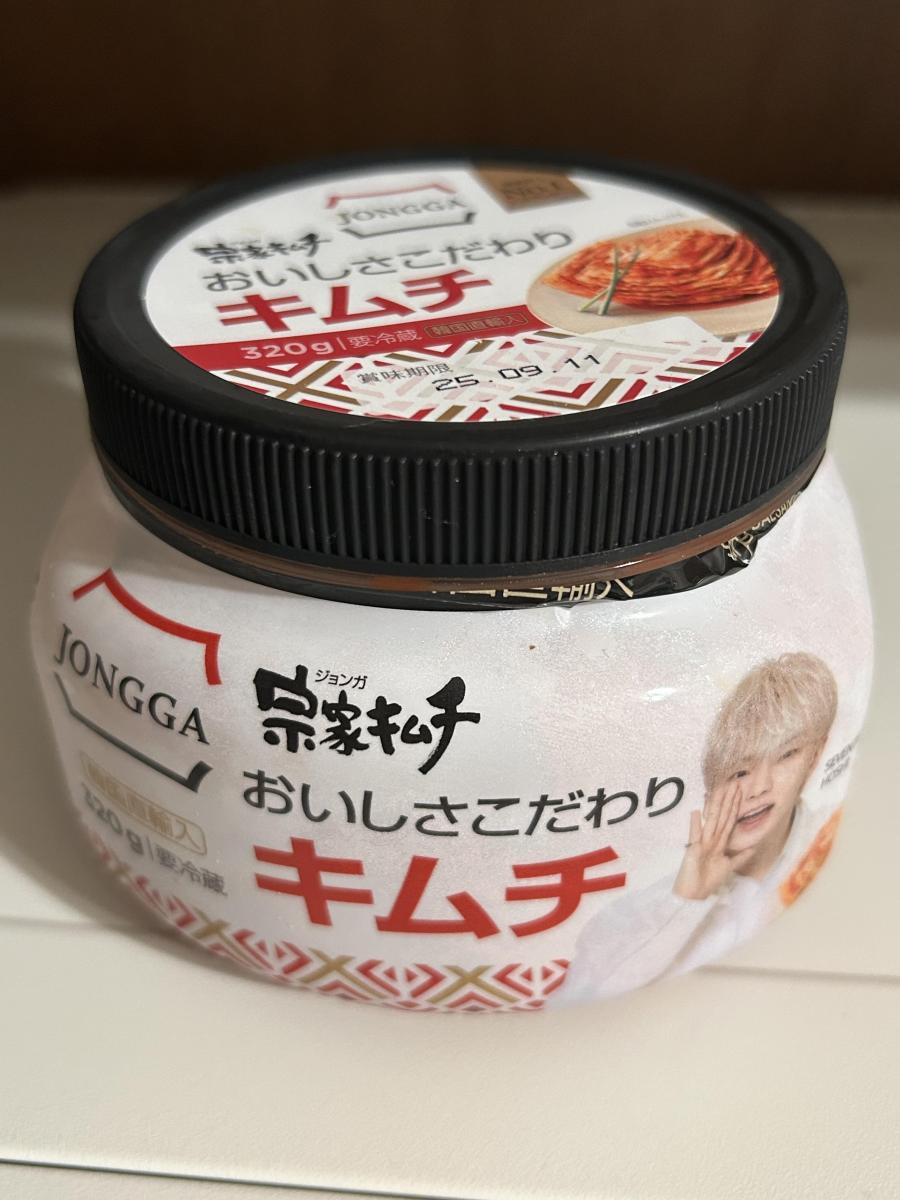 JONGGA
宗家キムチ
おいしさこだわり
キムチ
320g|要冷蔵 韓国直輸入
賞味期限
25.09.11
JONGGA
ジョンガ
宗家キムチ
おいしさこだわり
キムチ
韓国直輸入
320g|要冷蔵
HOSHI